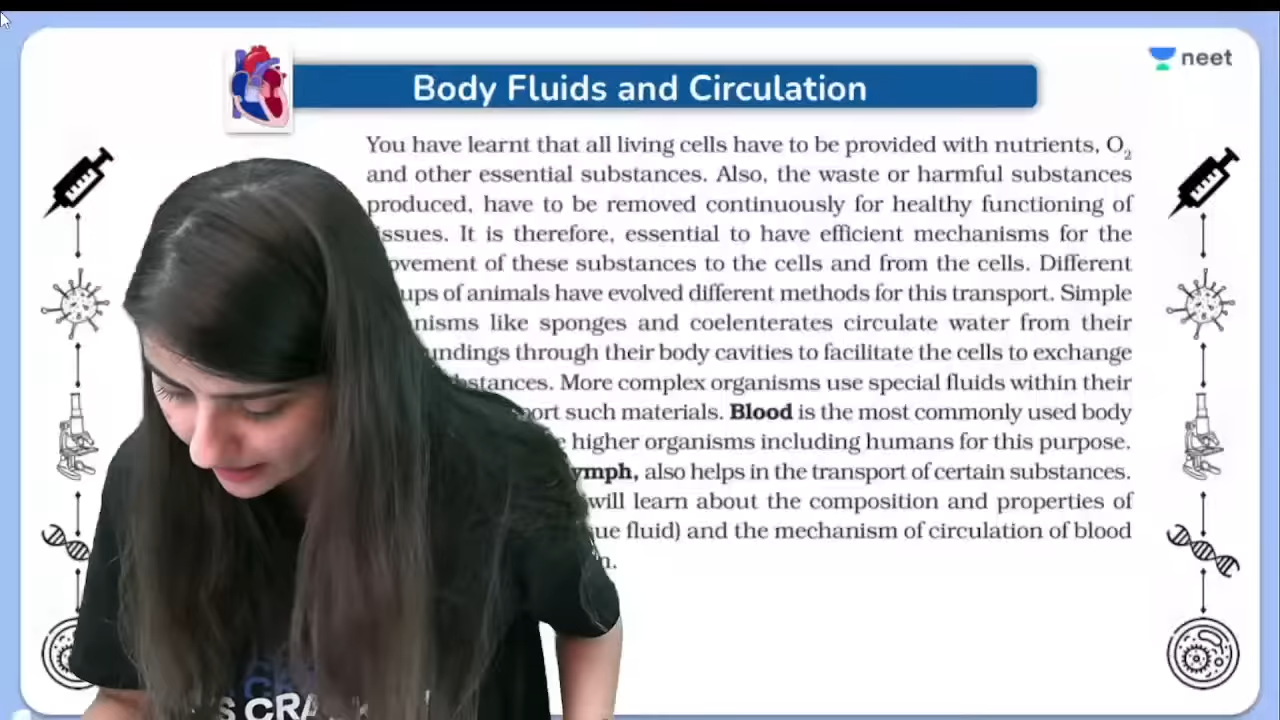 neet
Body Fluids and Circulation
You have learnt that all living cells have to be provided with nutrients, O₂
and other essential substances. Also, the waste or harmful substances
produced, have to be removed continuously for healthy functioning of
issues. It is therefore, essential to have efficient mechanisms for the
ovement of these substances to the cells and from the cells. Different
ups of animals have evolved different methods for this transport. Simple
nisms like sponges and coelenterates circulate water from their
undings through their body cavities to facilitate the cells to exchange
bstances. More complex organisms use special fluids within their
ort such materials. Blood is the most commonly used body
higher organisms including humans for this purpose.
ymph, also helps in the transport of certain substances.
will learn about the composition and properties of
ue fluid) and the mechanism of circulation of blood
n.